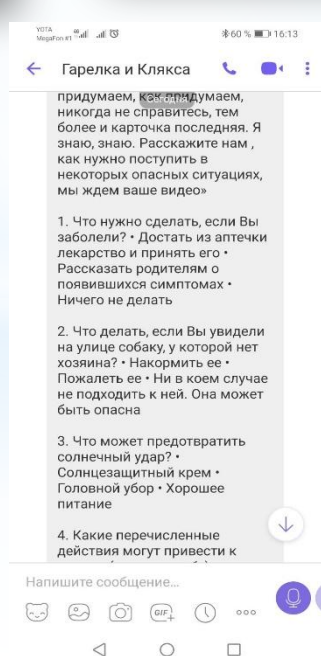 YOTA
MegaFon #1
60 % 16:13
Гарелка и Клякса
придумаем, как придумаем,
никогда не справитесь, тем
более и карточка последняя. Я
знаю, знаю. Расскажите нам ,
как нужно поступить в
некоторых опасных ситуациях,
мы ждем ваше видео»
1. Что нужно сделать, если Вы
заболели? • Достать из аптечки
лекарство и принять его •
Рассказать родителям о
появившихся симптомах •
Ничего не делать
2. Что делать, если Вы увидели
на улице собаку, у которой нет
хозяина? • Накормить ее •
Пожалеть ее • Ни в коем случае
не подходить к ней. Она может
быть опасна
3. Что может предотвратить
солнечный удар? •
Солнцезащитный крем •
Головной убор • Хорошее
питание
4. Какие перечисленные
действия могут привести к
Напишите сообщение...
GIF